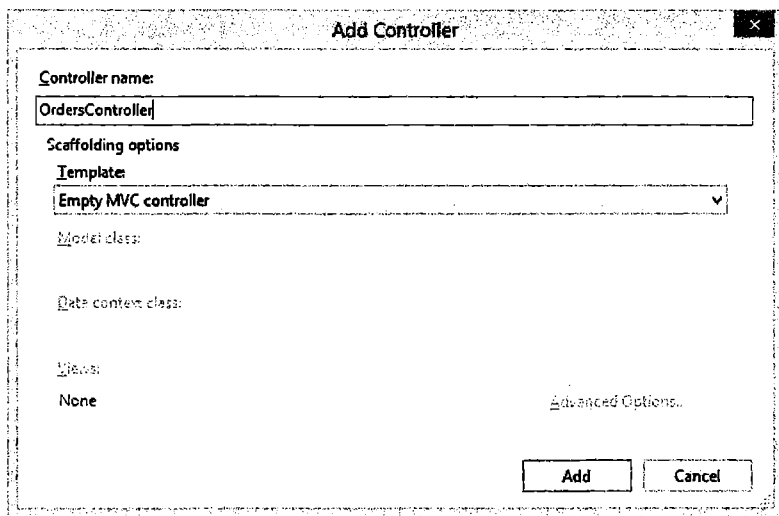 Add Controller
Controller name:
OrdersController
Scaffolding options
Template:
Empty MVC controller
Model class:
Data context class:
Views:
None
Advanced Options..
Add
Cancel